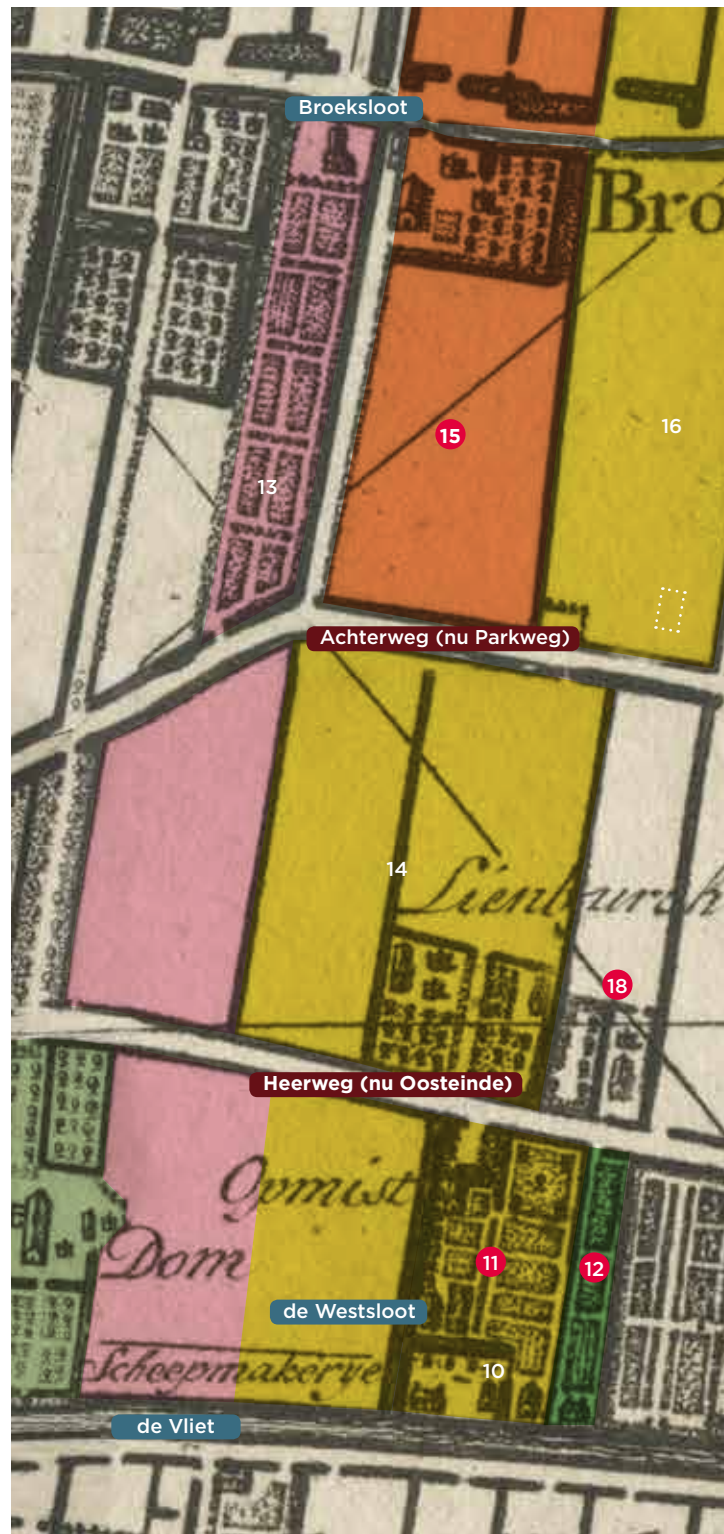 Broeksloot
Bro
15
16
13
Achterweg (nu Parkweg)
14
Lienburch
18
Heerweg (nu Oosteinde)
Opmist
Dom
11
12
de Westsloot
Scheepmakerye
10
de Vliet